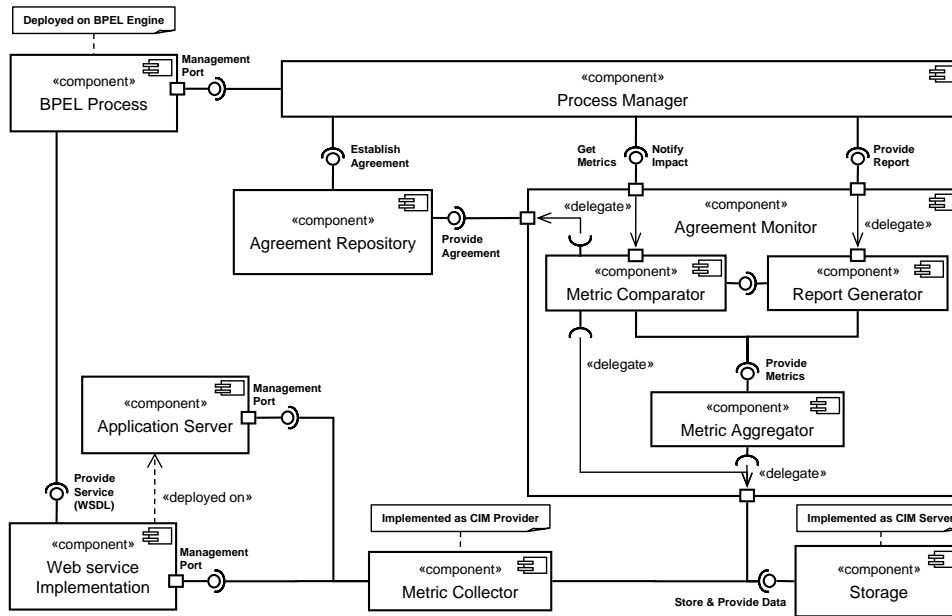 Deployed on BPEL Engine
«component»
BPEL Process
Management
Port
«component»
Process Manager
Establish
Agreement
Get
Metrics
Notify
Impact
Provide
Report
«component»
Agreement Repository
Provide
Agreement
«delegate»
«component»
Agreement Monitor
«delegate»
«component»
Metric Comparator
«component»
Report Generator
«delegate»
Provide
Metrics
«component»
Application Server
Management
Port
«component»
Metric Aggregator
«delegate»
Provide
Service
(WSDL)
«deployed on»
Implemented as CIM Provider
Implemented as CIM Server
«component»
Web service
Implementation
Management
Port
«component»
Metric Collector
Store & Provide Data
«component»
Storage